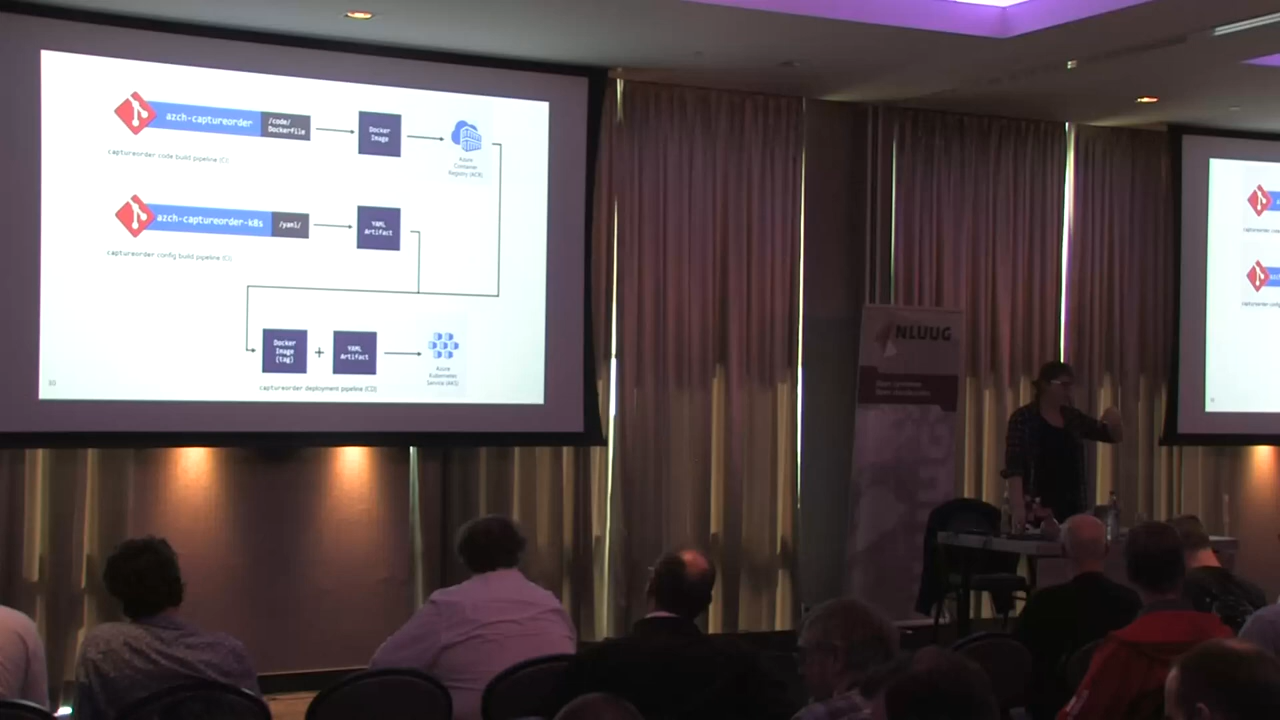 azch-captureorder
/code/
Dockerfile
Docker
Image
Azure
Container
Registry (ACR)
captureorder code build pipeline (CI)
azch-captureorder-k8s
/yaml/
YAML
Artifact
captureorder config build pipeline (CI)
Docker
Image
(tag)
+
YAML
Artifact
Azure
Kubernetes
Service (AKS)
captureorder deployment pipeline (CD)
NLUUG